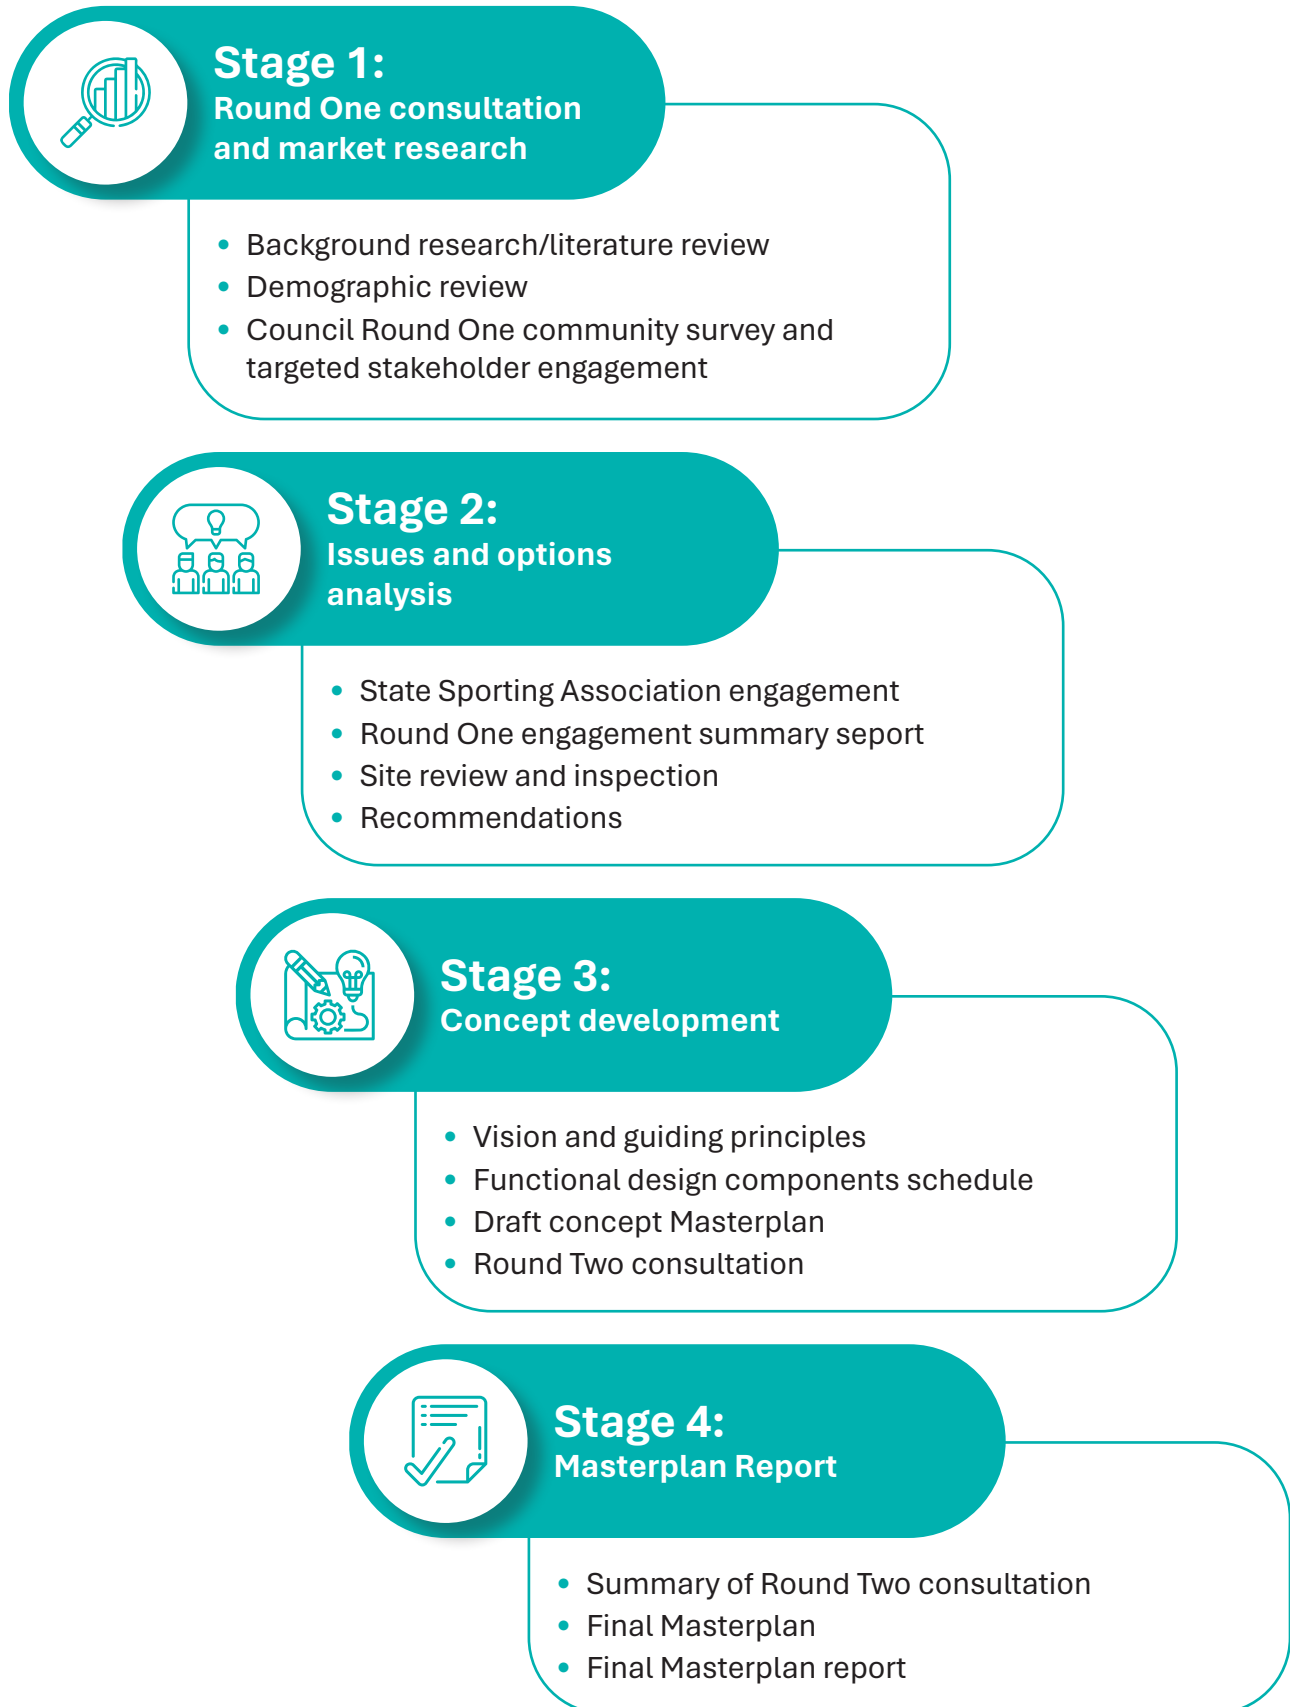 Stage 1:
Round One consultation
and market research
• Background research/literature review
• Demographic review
• Council Round One community survey and
targeted stakeholder engagement
Stage 2:
Issues and options
analysis
• State Sporting Association engagement
• Round One engagement summary seport
• Site review and inspection
• Recommendations
Stage 3:
Concept development
• Vision and guiding principles
• Functional design components schedule
• Draft concept Masterplan
• Round Two consultation
Stage 4:
Masterplan Report
• Summary of Round Two consultation
• Final Masterplan
• Final Masterplan report